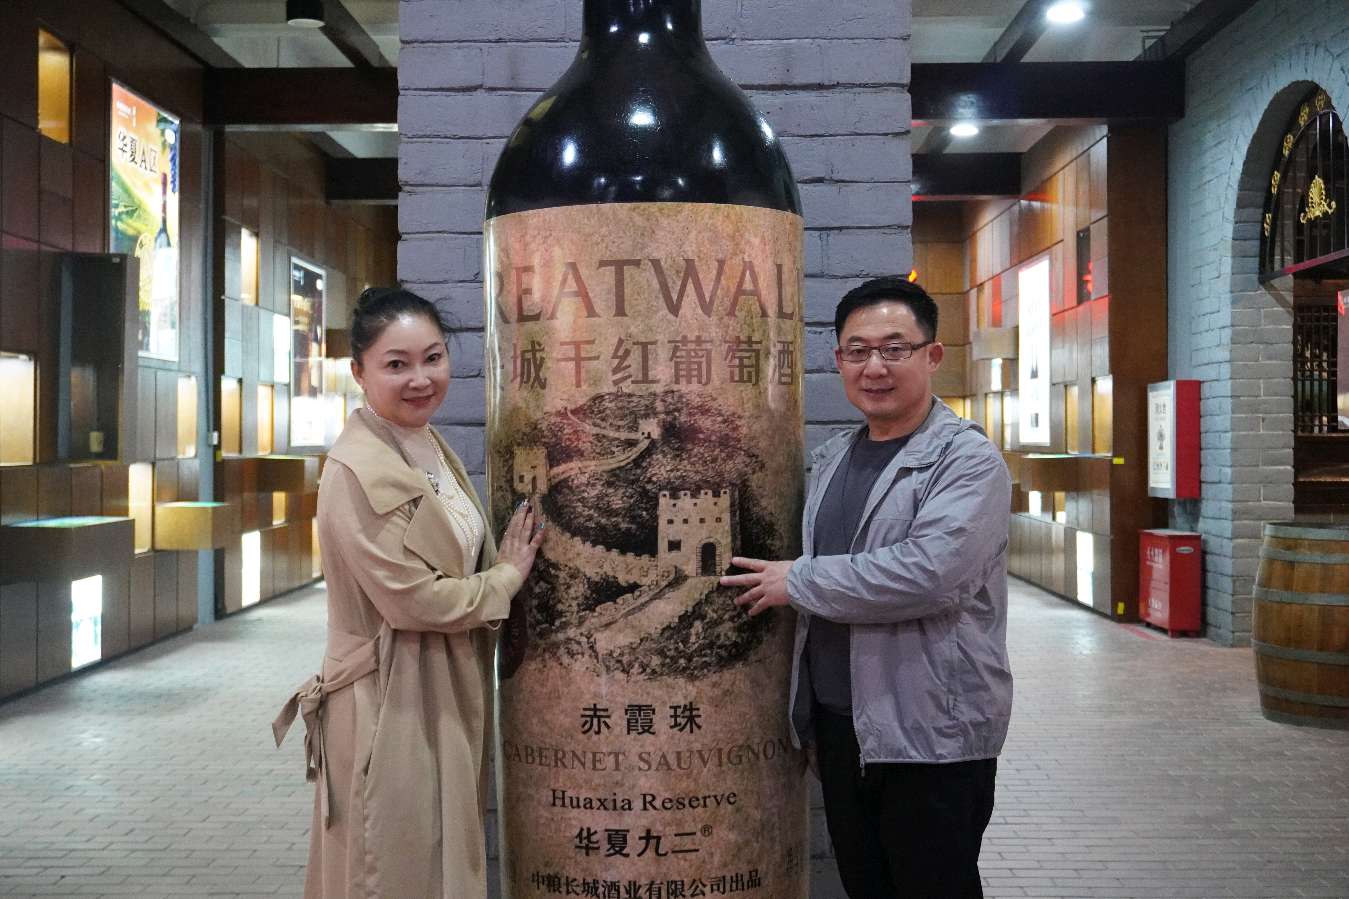 华夏A区
REATWAL
城干红葡萄酒
赤霞珠
CABERNET SAUVIGNON
Huaxia Reserve
华夏九二®
中粮长城酒业有限公司出品